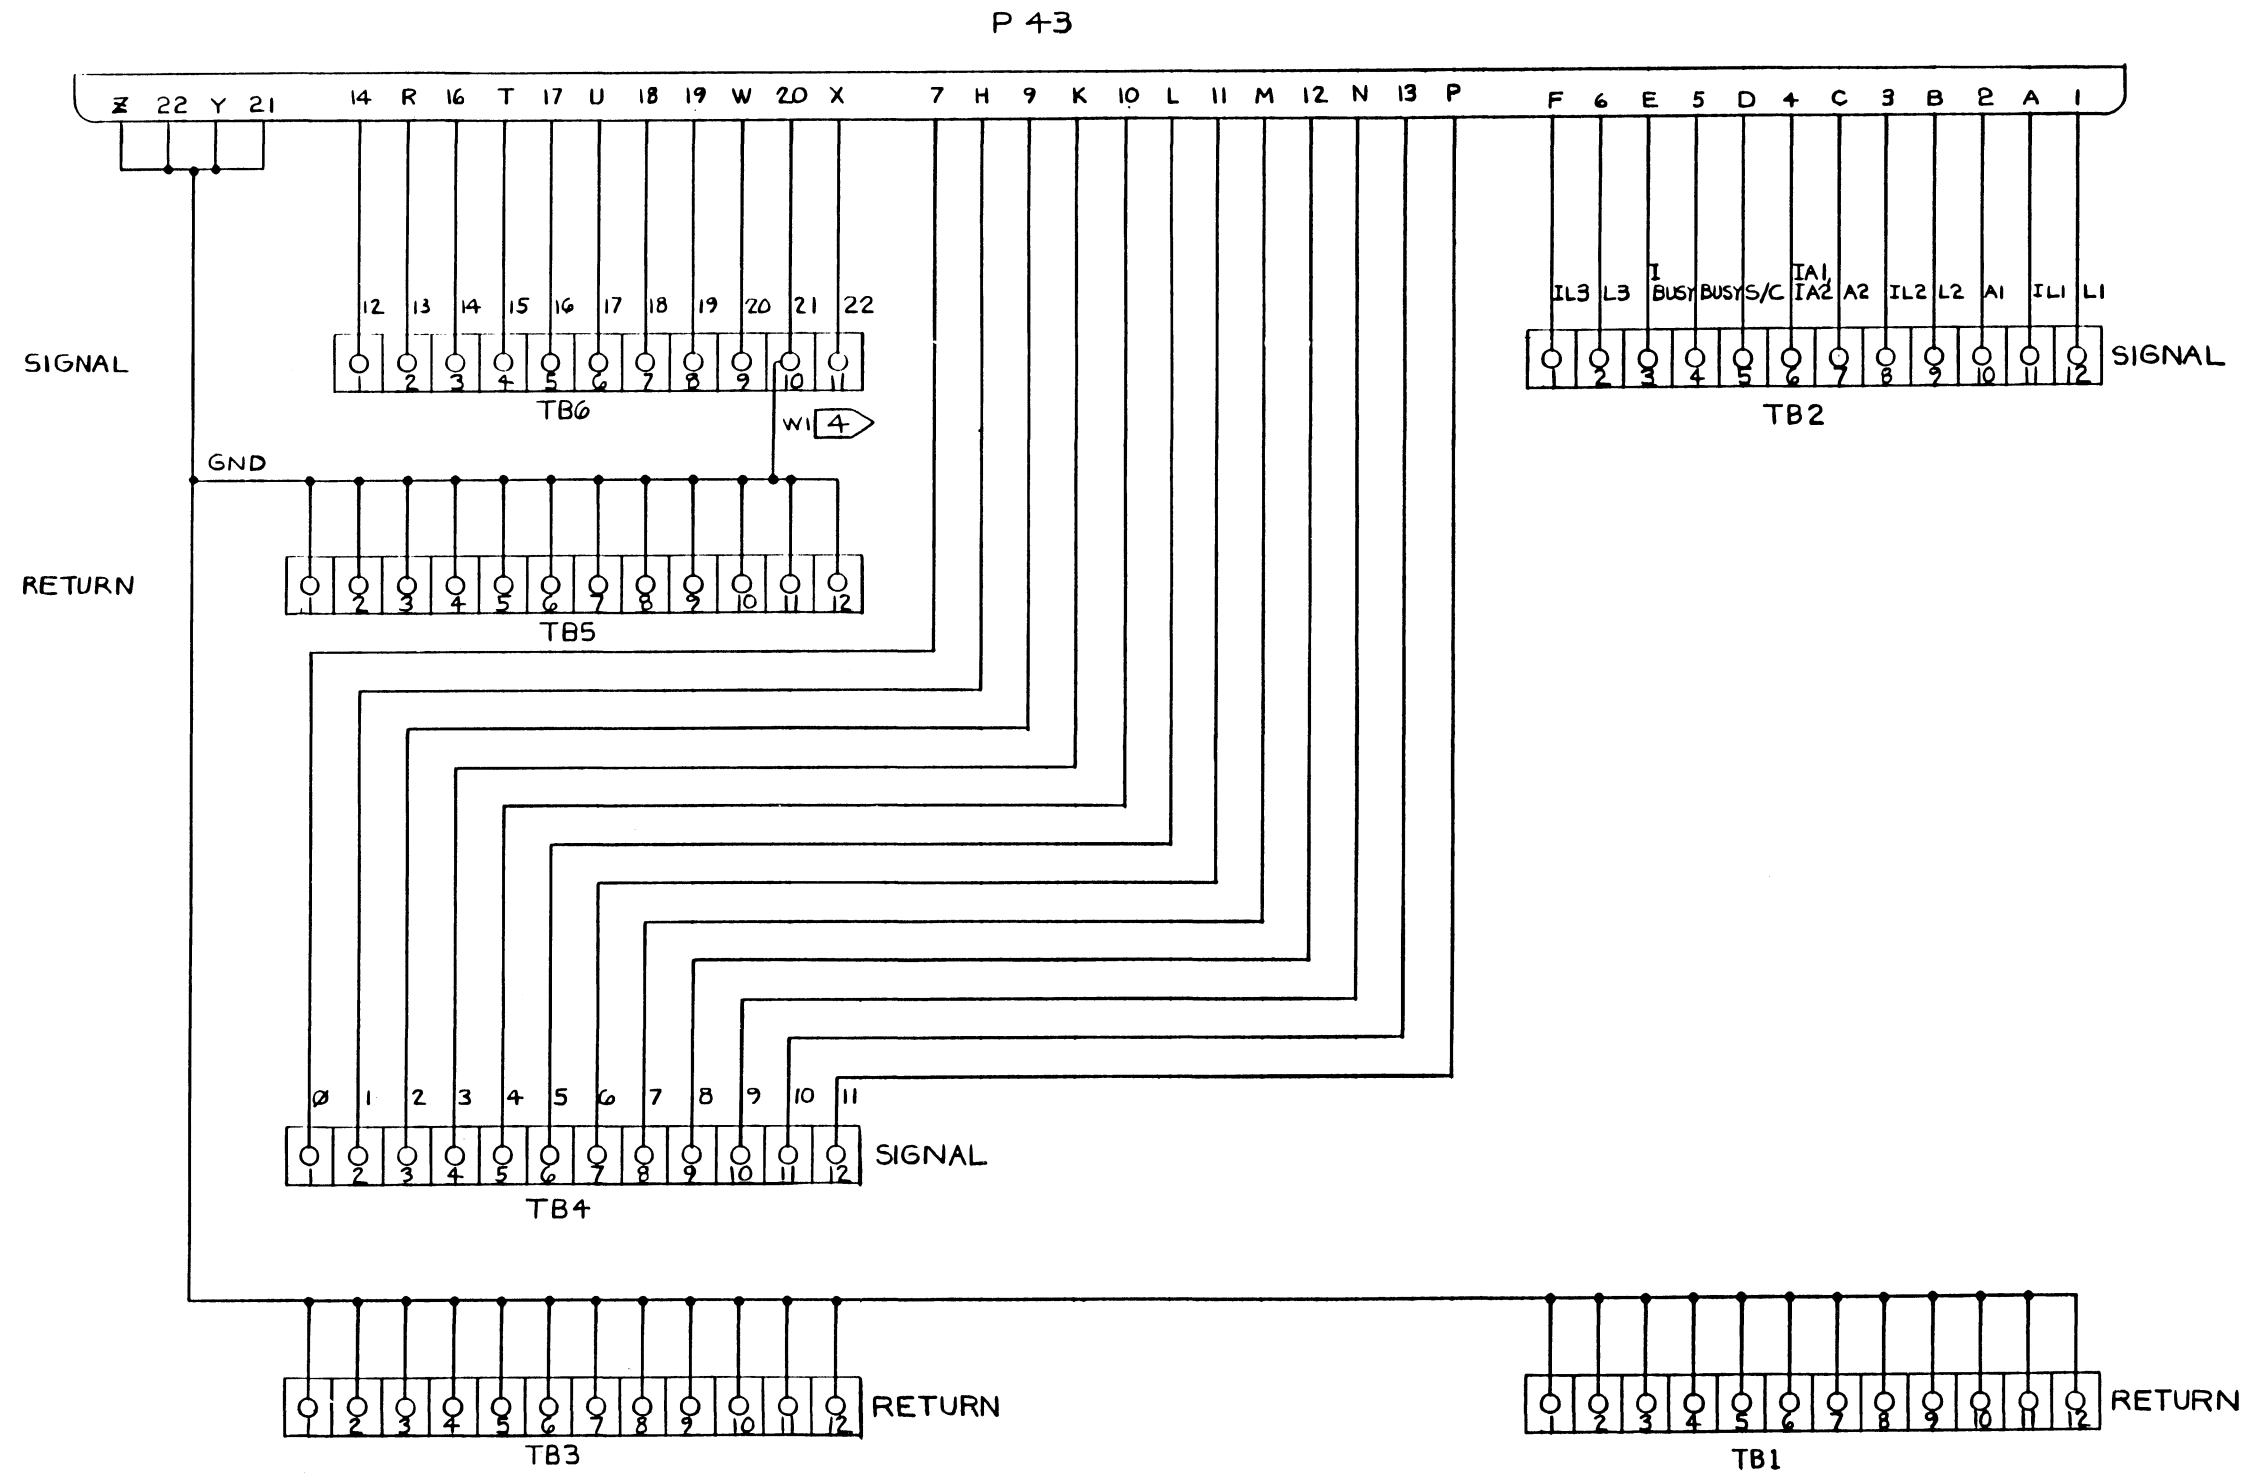 P 43
Z 22 Y 21 14 R 16 T 17 U 18 19 W 20 X 7 H 9 K 10 L 11 M 12 N 13 P F 6 E 5 D 4 C 3 B 2 A 1
I IA1,
IL3 L3 BUSY BUSY S/C IA2 A2 IL2 L2 A1 IL1 L1
12 13 14 15 16 17 18 19 20 21 22
SIGNAL
1 2 3 4 5 6 7 8 9 10 11
TB6
1 2 3 4 5 6 7 8 9 10 11 12
SIGNAL
TB2
W1 4
GND
RETURN
1 2 3 4 5 6 7 8 9 10 11 12
TB5
Ø 1 2 3 4 5 6 7 8 9 10 11
1 2 3 4 5 6 7 8 9 10 11 12
SIGNAL
TB4
1 2 3 4 5 6 7 8 9 10 11 12
RETURN
TB3
1 2 3 4 5 6 7 8 9 10 11 12
RETURN
TB1